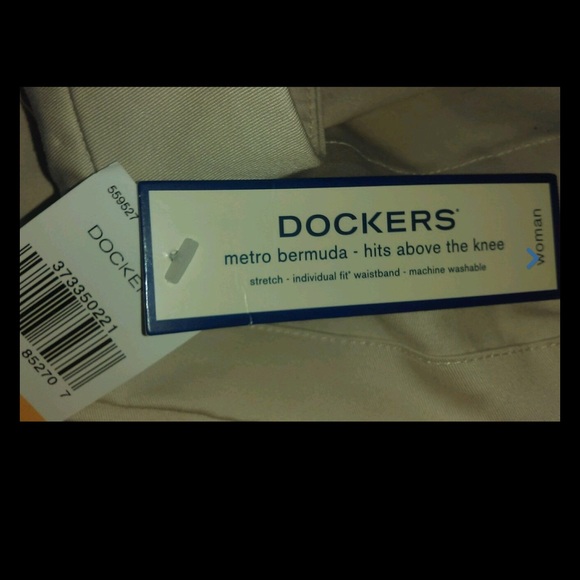 DOCKERS®
metro bermuda - hits above the knee
stretch - individual fit® waistband - machine washable
woman
559527
DOCKE
373350221
85270 7